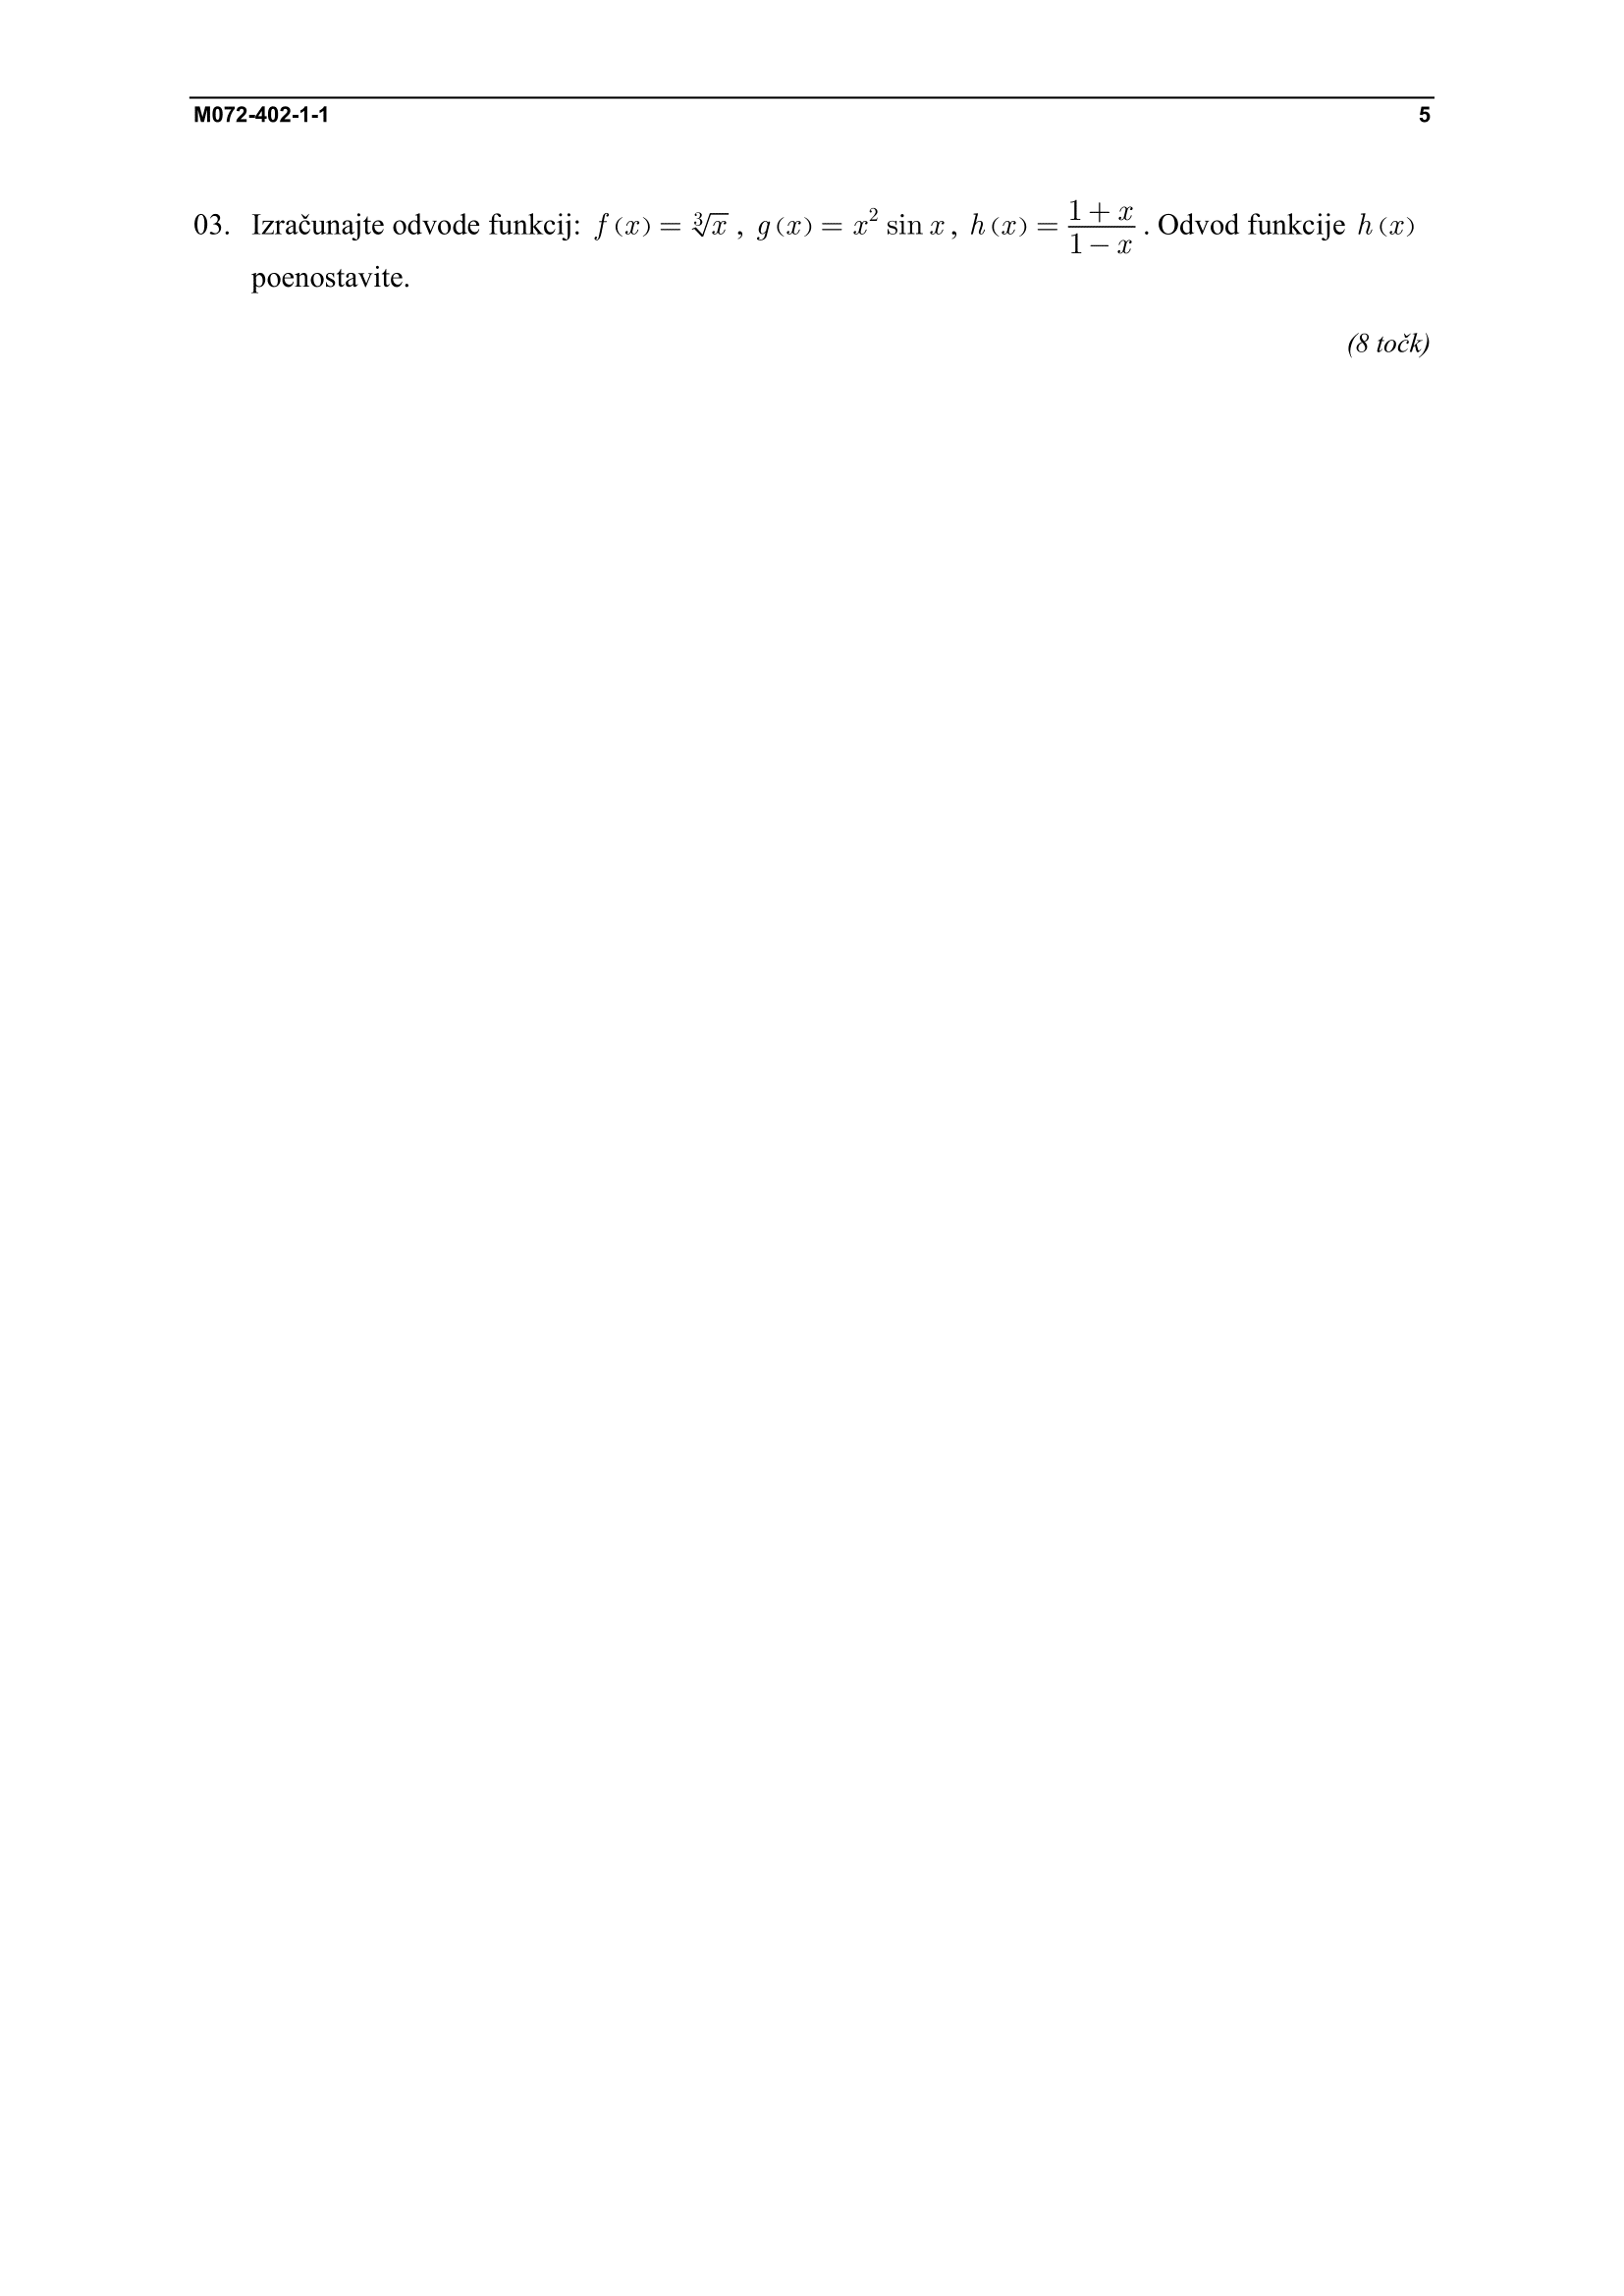 M072-402-1-1 5
03. Izračunajte odvode funkcij: $f(x) = \sqrt[3]{x}$, $g(x) = x^2 \sin x$, $h(x) = \frac{1+x}{1-x}$. Odvod funkcije $h(x)$
poenostavite.
(8 točk)